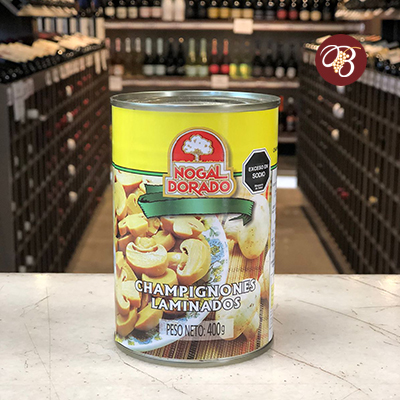 B
NOGAL
DORADO
EXCESO EN
SODIO
CHAMPIGNONES
LAMINADOS
PESO NETO: 400g